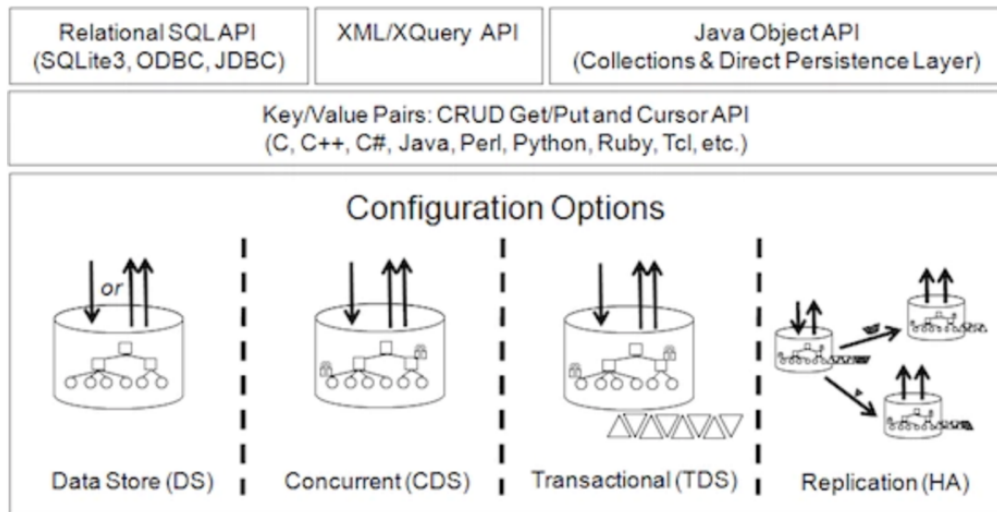 Relational SQL API
(SQLite3, ODBC, JDBC)
XML/XQuery API
Java Object API
(Collections & Direct Persistence Layer)
Key/Value Pairs: CRUD Get/Put and Cursor API
(C, C++, C#, Java, Perl, Python, Ruby, Tcl, etc.)
Configuration Options
or
Data Store (DS)
Concurrent (CDS)
Transactional (TDS)
Replication (HA)